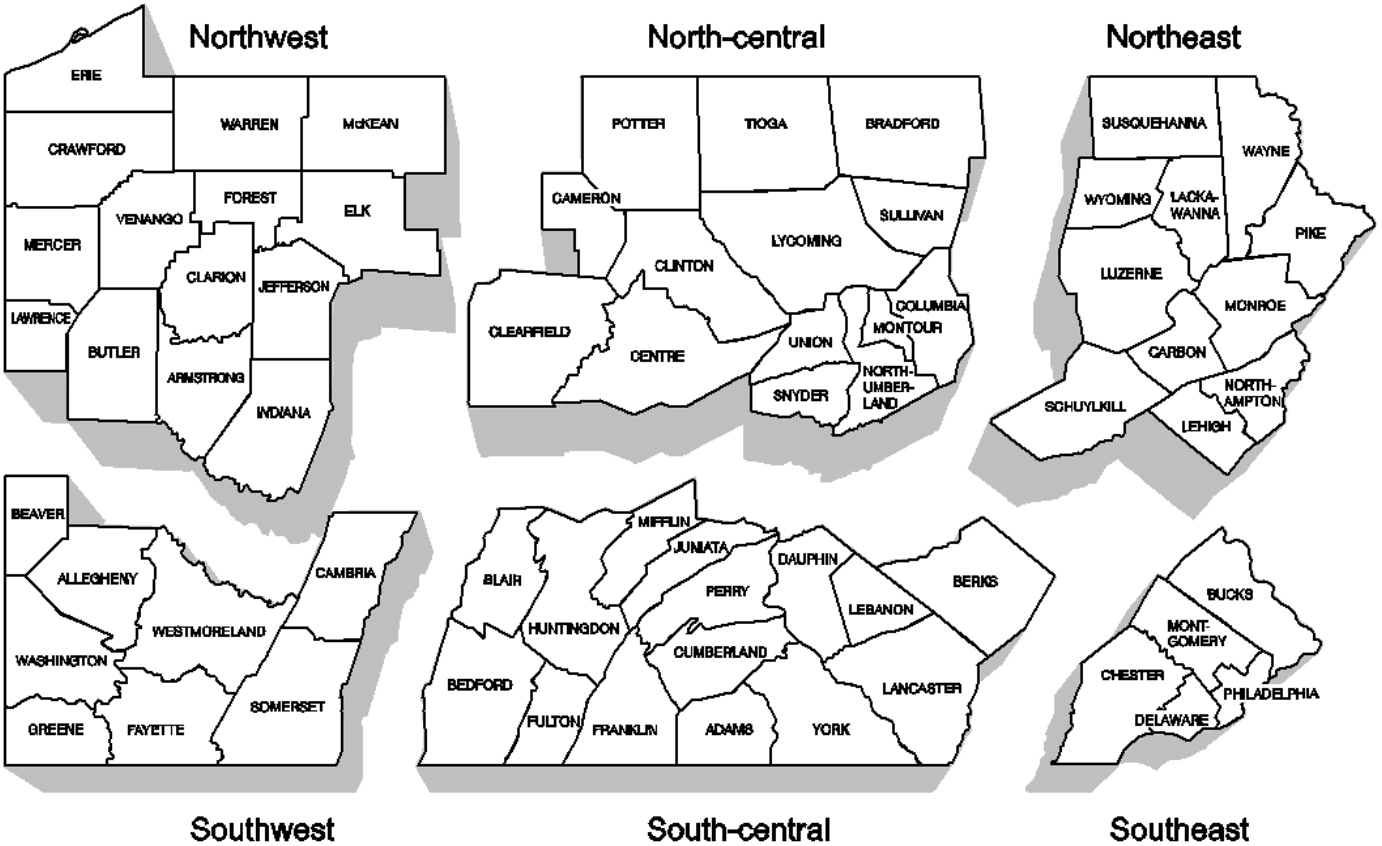 Northwest
North-central
Northeast
ERIE
WARREN
McKEAN
CRAWFORD
FOREST
VENANGO
ELK
MERCER
CLARION
JEFFERSON
LAWRENCE
BUTLER
ARMSTRONG
INDIANA
POTTER
TIOGA
BRADFORD
CAMERON
SULLIVAN
LYCOMING
CLINTON
COLUMBIA
MONTOUR
CLEARFIELD
UNION
CENTRE
NORTH-
UMBER-
LAND
SNYDER
SUSQUEHANNA
WAYNE
WYOMING
LACKA-
WANNA
PIKE
LUZERNE
MONROE
CARBON
NORTH-
AMPTON
SCHUYLKILL
LEHIGH
BEAVER
ALLEGHENY
CAMBRIA
WESTMORELAND
WASHINGTON
SOMERSET
GREENE
FAYETTE
MIFFLIN
JUNIATA
DAUPHIN
BLAIR
PERRY
BERKS
LEBANON
HUNTINGDON
CUMBERLAND
BEDFORD
LANCASTER
FULTON
FRANKLIN
ADAMS
YORK
BUCKS
MONT-
GOMERY
CHESTER
PHILADELPHIA
DELAWARE
Southwest
South-central
Southeast